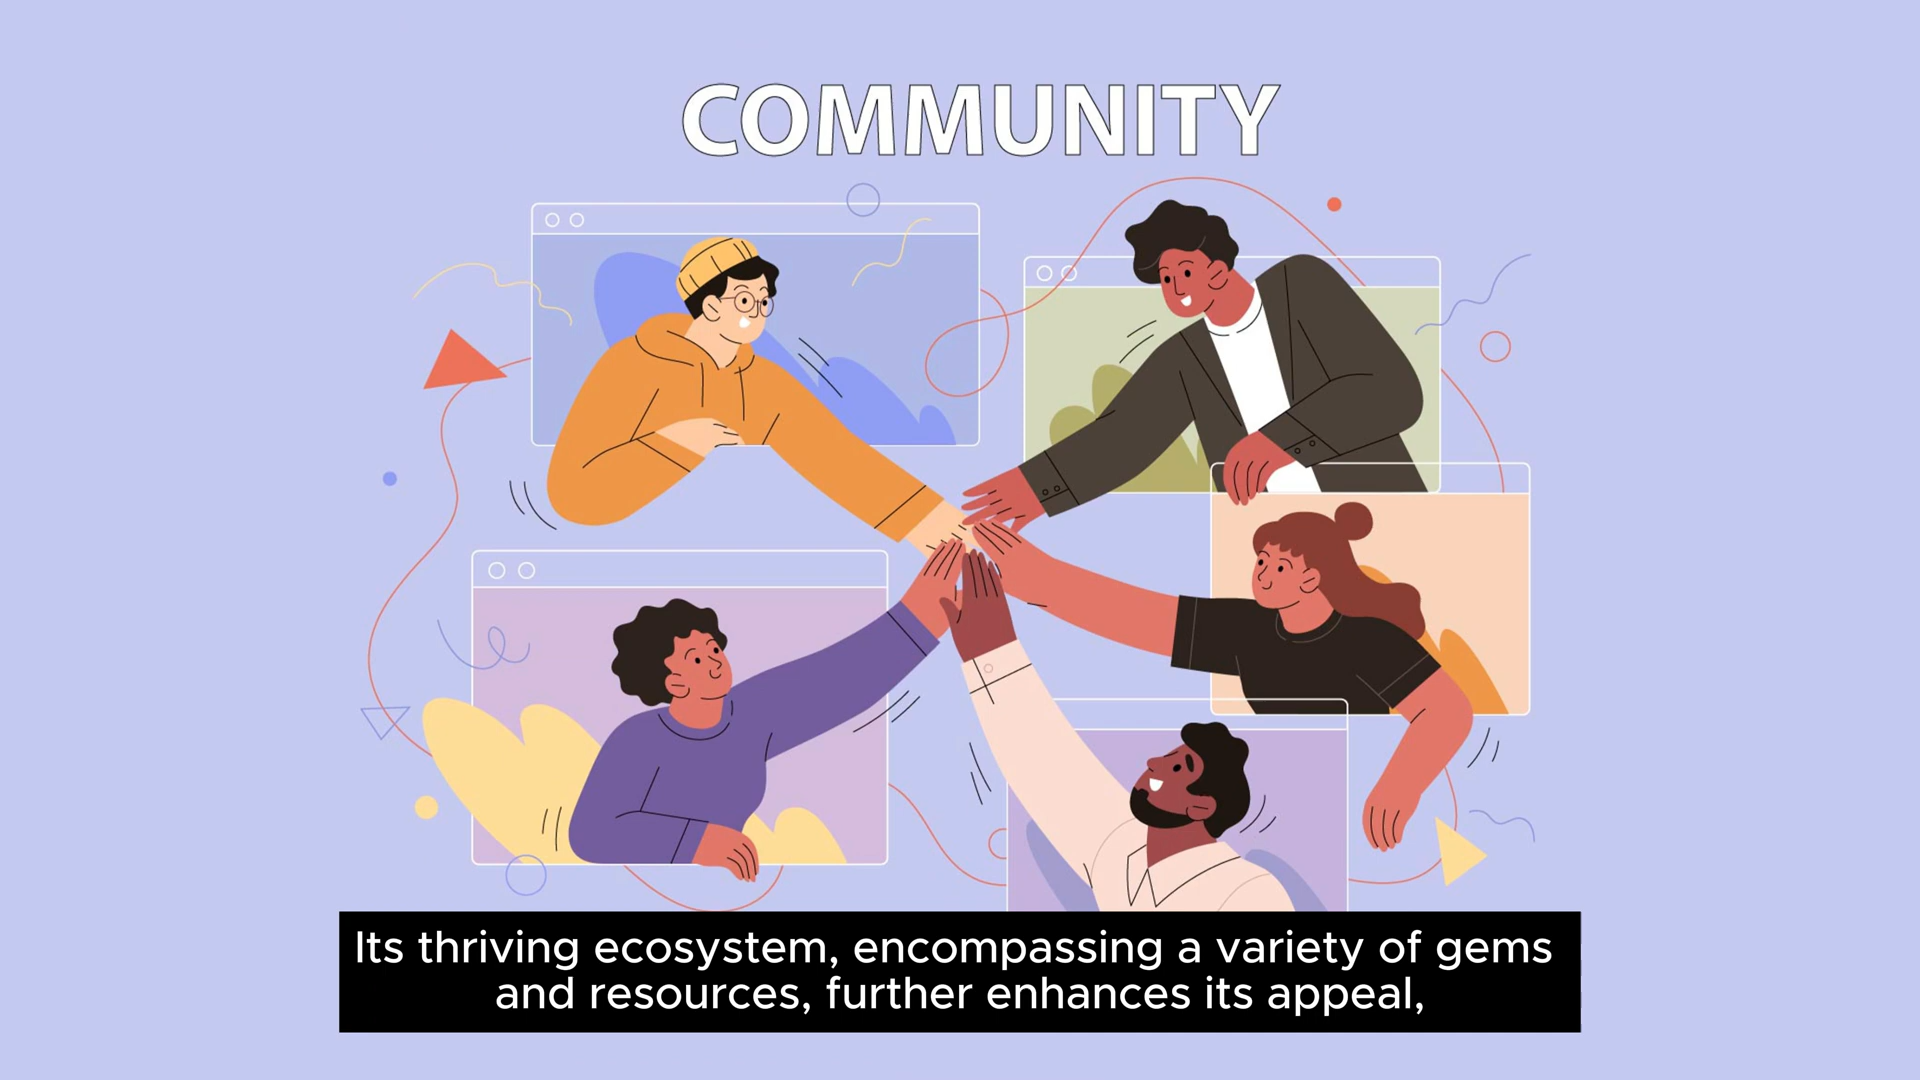 COMMUNITY
Its thriving ecosystem, encompassing a variety of gems
and resources, further enhances its appeal,